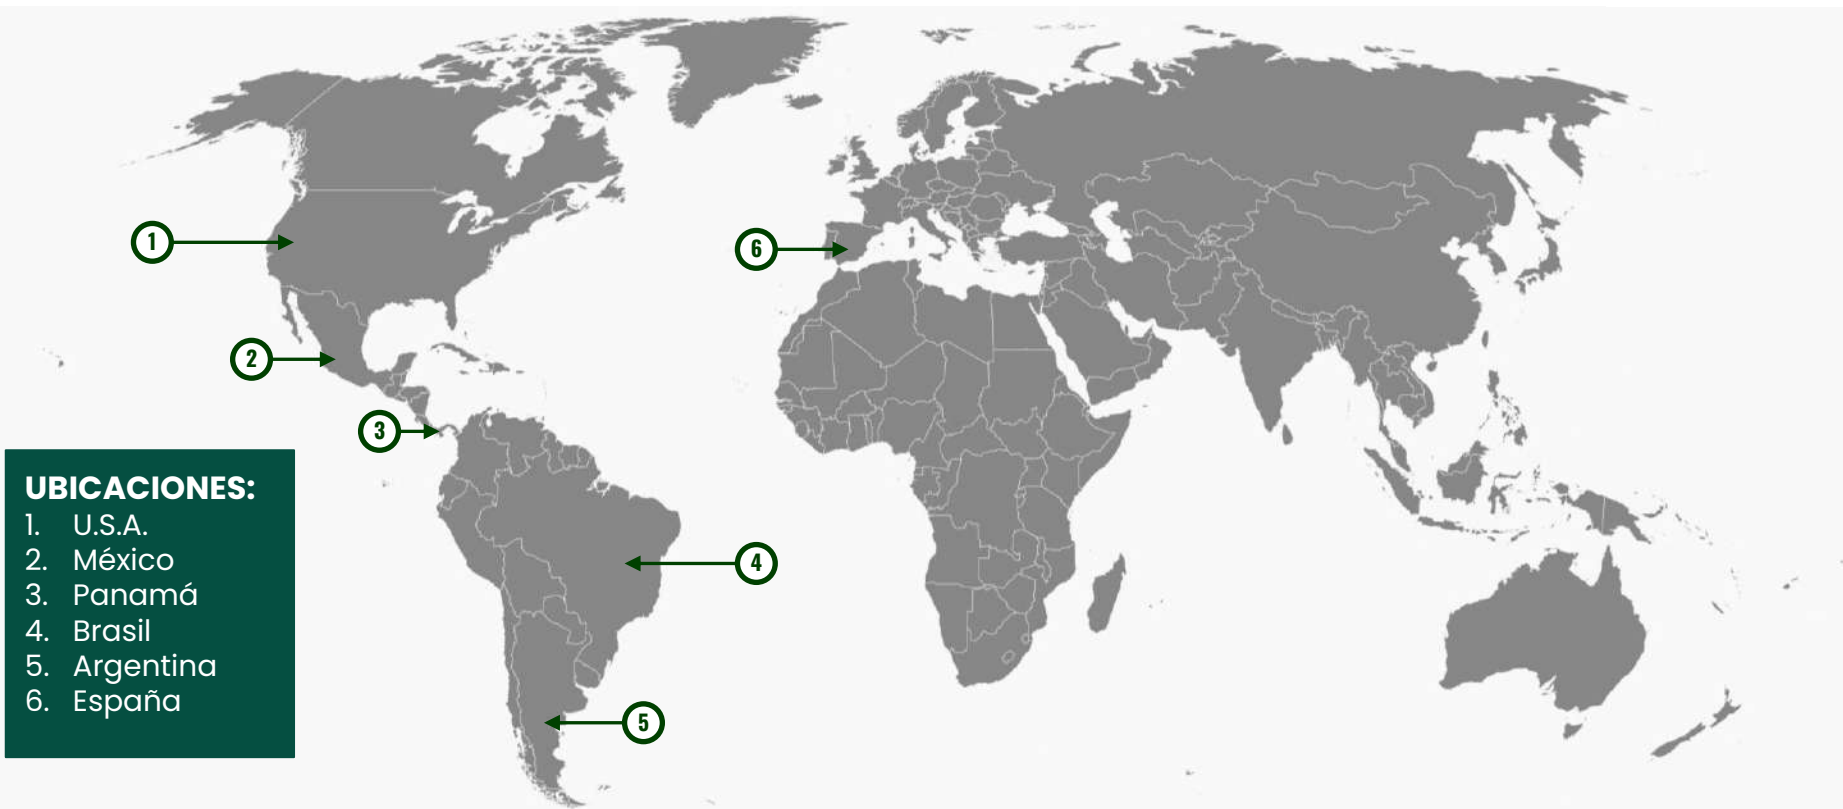 1
2
3
4
5
6
UBICACIONES:
1. U.S.A.
2. México
3. Panamá
4. Brasil
5. Argentina
6. España